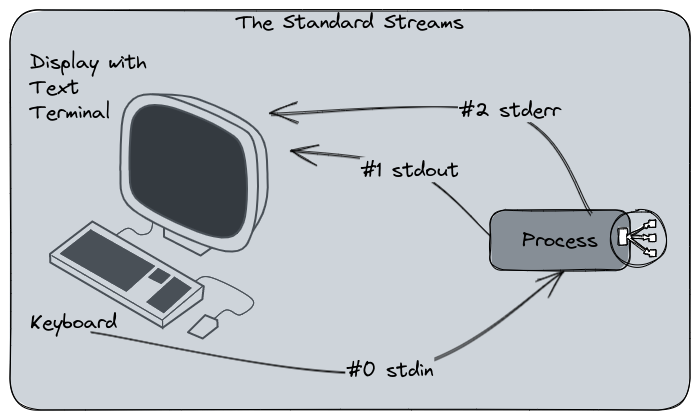 The Standard Streams
Display with
Text
Terminal
#2 stderr
#1 stdout
Process
Keyboard
#0 stdin